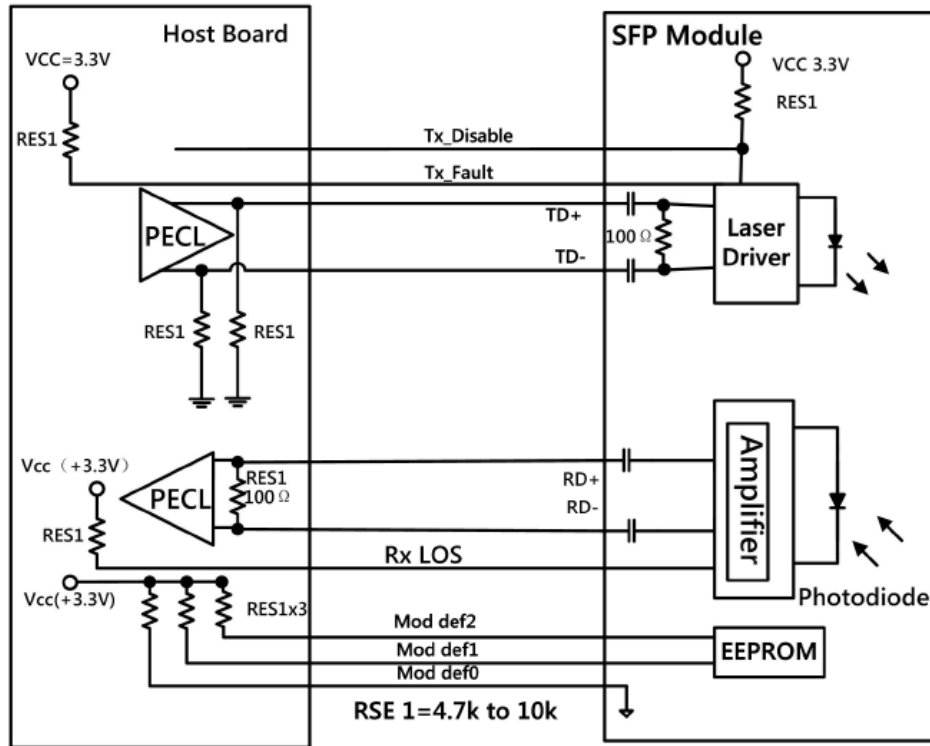 Host Board
SFP Module
VCC=3.3V
VCC 3.3V
RES1
RES1
Tx_Disable
Tx_Fault
PECL
TD+
TD-
100Ω
Laser
Driver
RES1
RES1
Vcc（+3.3V）
PECL
RES1
100Ω
RD+
RD-
Amplifier
RES1
Rx LOS
Vcc(+3.3V)
RES1x3
Photodiode
Mod def2
Mod def1
Mod def0
EEPROM
RSE 1=4.7k to 10k